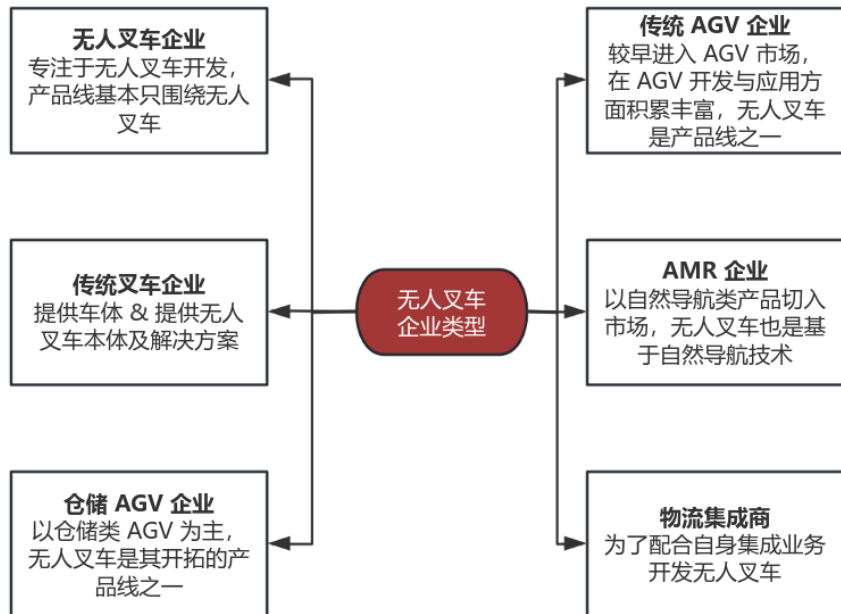 无人叉车企业
专注于无人叉车开发，
产品线基本只围绕无人
叉车
传统叉车企业
提供车体 & 提供无人
叉车本体及解决方案
仓储 AGV 企业
以仓储类 AGV 为主，
无人叉车是其开拓的产
品线之一
无人叉车
企业类型
传统 AGV 企业
较早进入 AGV 市场，
在 AGV 开发与应用方
面积累丰富，无人叉车
是产品线之一
AMR 企业
以自然导航类产品切入
市场，无人叉车也是基
于自然导航技术
物流集成商
为了配合自身集成业务
开发无人叉车